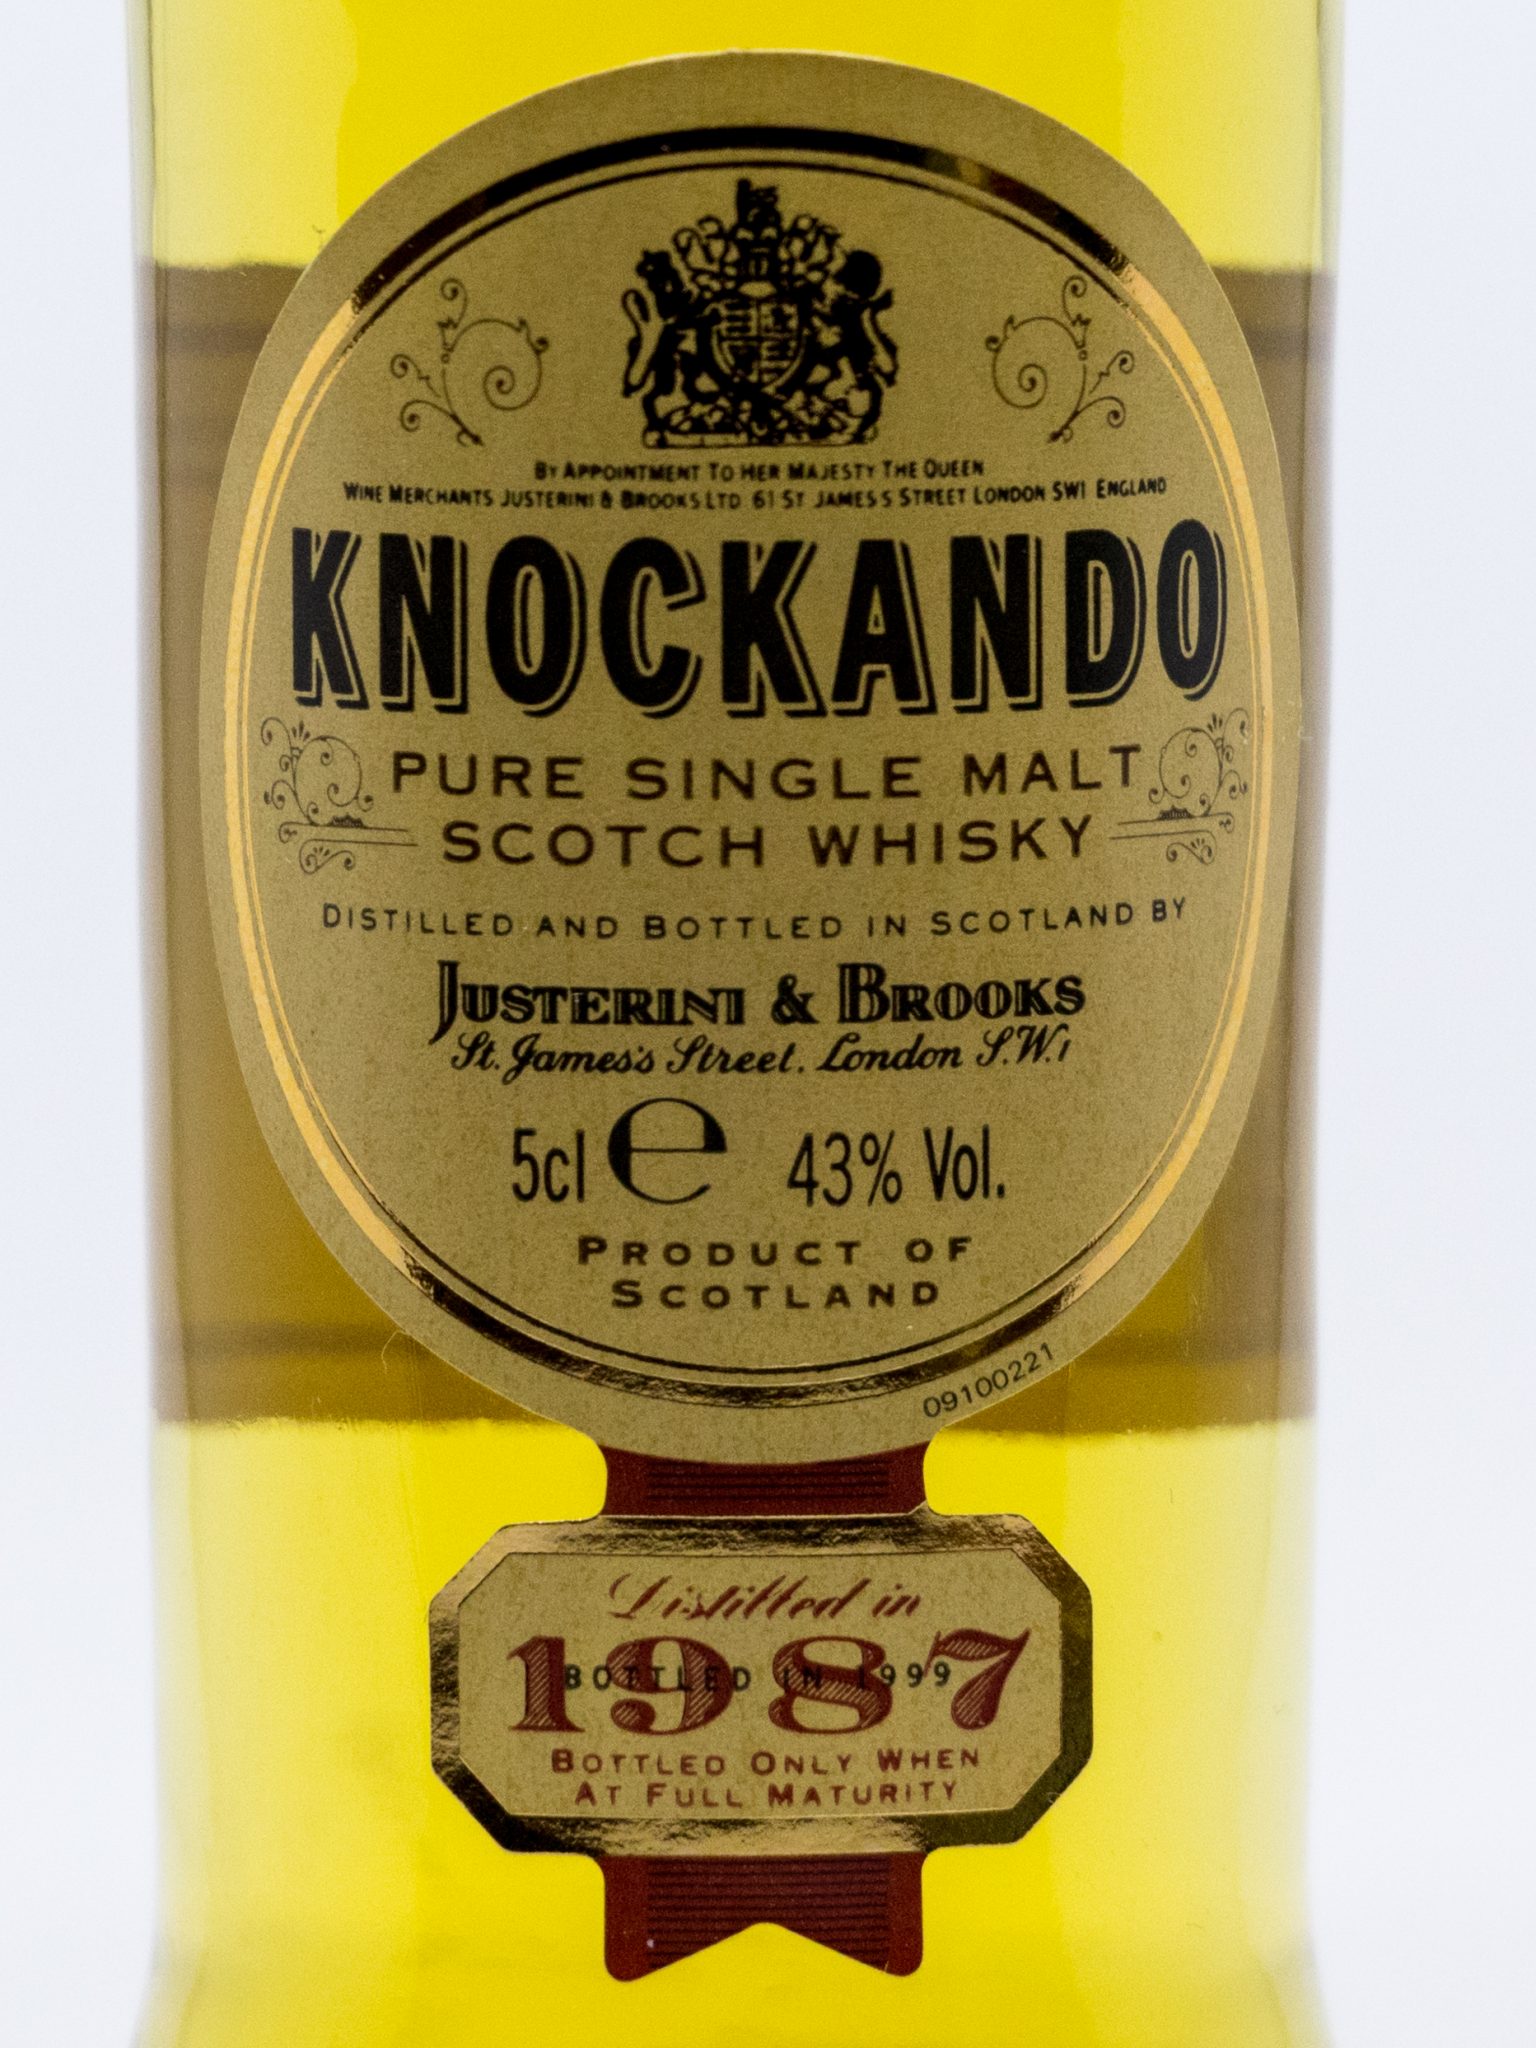 By Appointment To Her Majesty The Queen
Wine Merchants Justerini & Brooks Ltd 61 St James's Street London SW1 England
KNOCKANDO
PURE SINGLE MALT
SCOTCH WHISKY
Distilled and Bottled in Scotland by
Justerini & Brooks
St. James's Street. London S.W.1
5cl e 43% Vol.
Product of
Scotland
09100221
Distilled in
1987
BOTTLED IN 1999
Bottled Only When
At Full Maturity